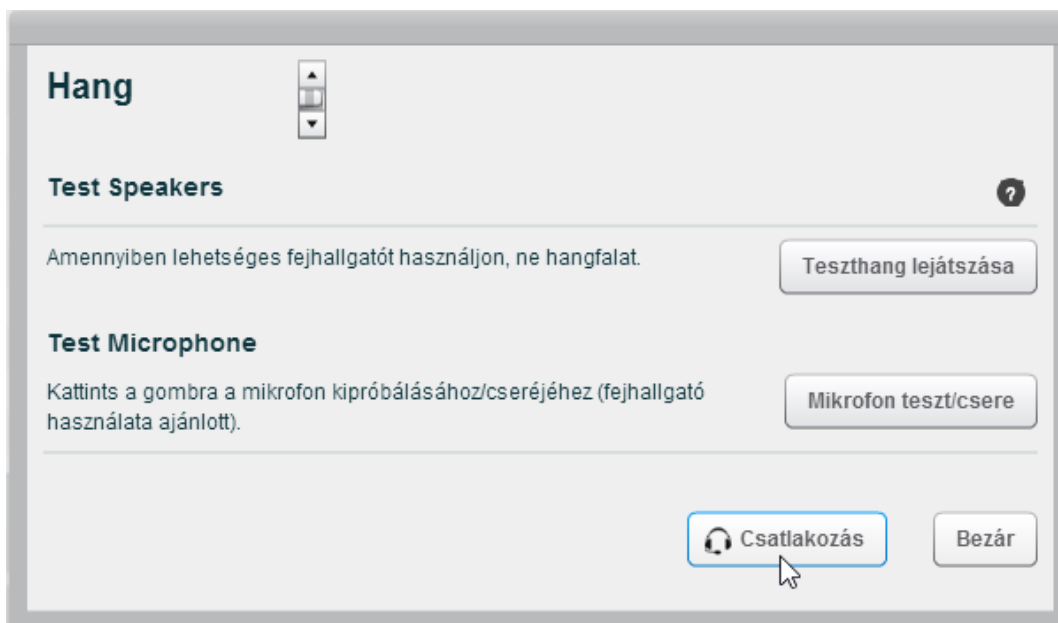 Hang
Test Speakers
?
Amennyiben lehetséges fejhallgatót használjon, ne hangfalat.
Teszthang lejátszása
Test Microphone
Kattints a gombra a mikrofon kipróbálásához/cseréjéhez (fejhallgató
használata ajánlott).
Mikrofon teszt/csere
Csatlakozás
Bezár